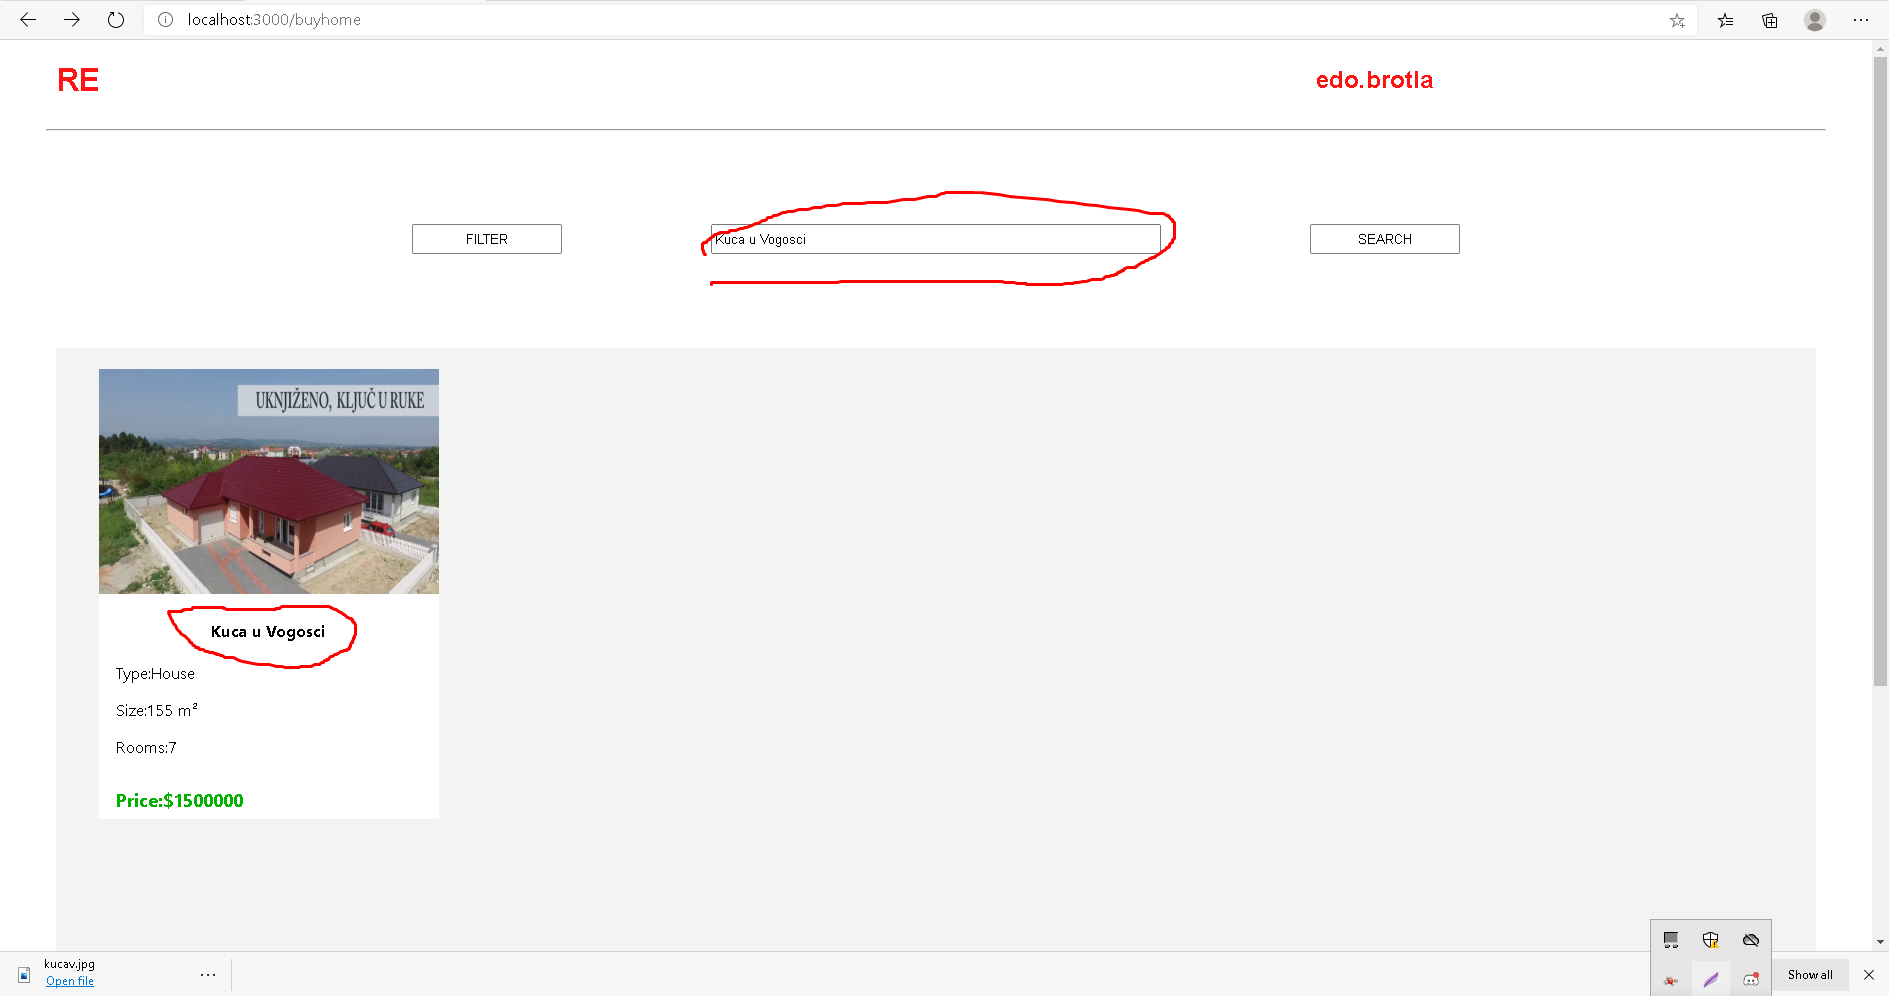 localhost:3000/buyhome
RE
edo.brotla
FILTER
Kuca u Vogosci
SEARCH
UKNJIŽENO, KLJUČ U RUKE
Kuca u Vogosci
Type:House
Size:155 m²
Rooms:7
Price:$1500000
kucav.jpg
Open file
Show all